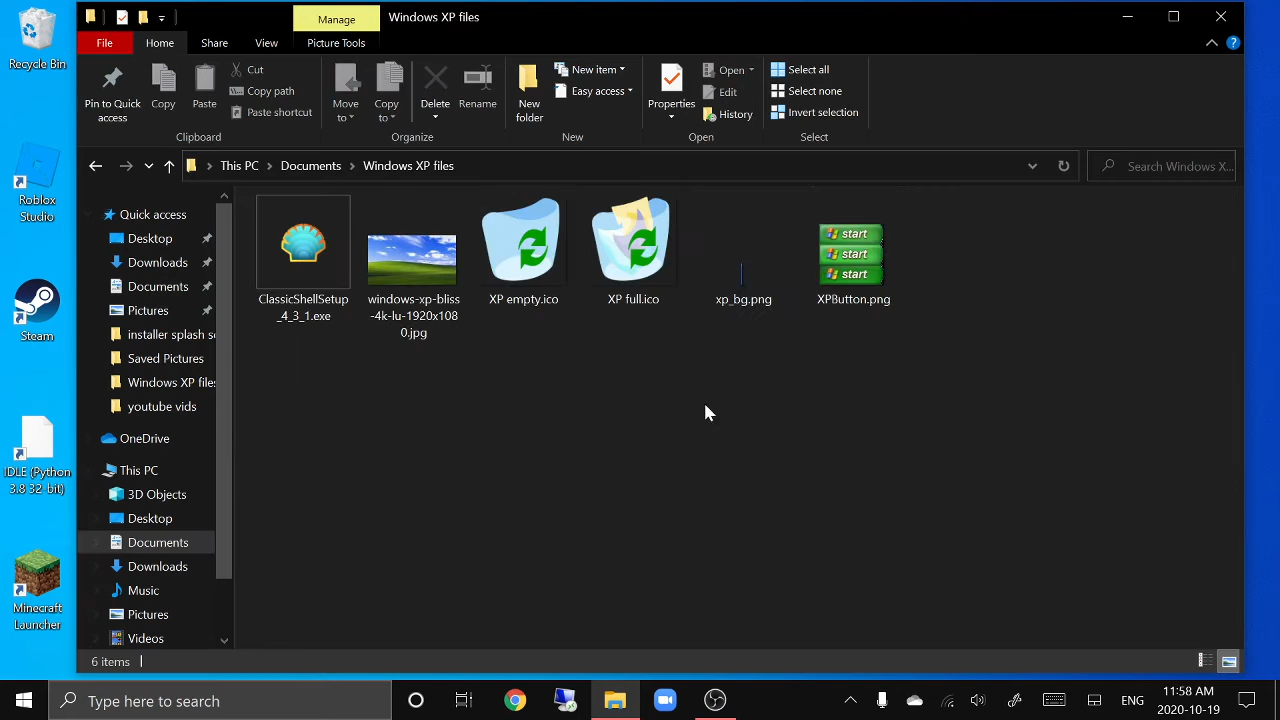 Recycle Bin
Roblox
Studio
Steam
IDLE (Python
3.8 32-bit)
Minecraft
Launcher
Manage
Windows XP files
File
Home
Share
View
Picture Tools
Pin to Quick
access
Copy
Paste
Cut
Copy path
Paste shortcut
Clipboard
Move
to
Copy
to
Delete
Rename
Organize
New
folder
New item
Easy access
New
Properties
Open
Edit
History
Open
Select all
Select none
Invert selection
Select
This PC
Documents
Windows XP files
Search Windows X...
Quick access
Desktop
Downloads
Documents
Pictures
installer splash sc
Saved Pictures
Windows XP files
youtube vids
OneDrive
This PC
3D Objects
Desktop
Documents
Downloads
Music
Pictures
Videos
ClassicShellSetup
_4_3_1.exe
windows-xp-bliss
-4k-lu-1920x108
0.jpg
XP empty.ico
XP full.ico
xp_bg.png
start
start
start
XPButton.png
6 items
Type here to search
ENG
11:58 AM
2020-10-19